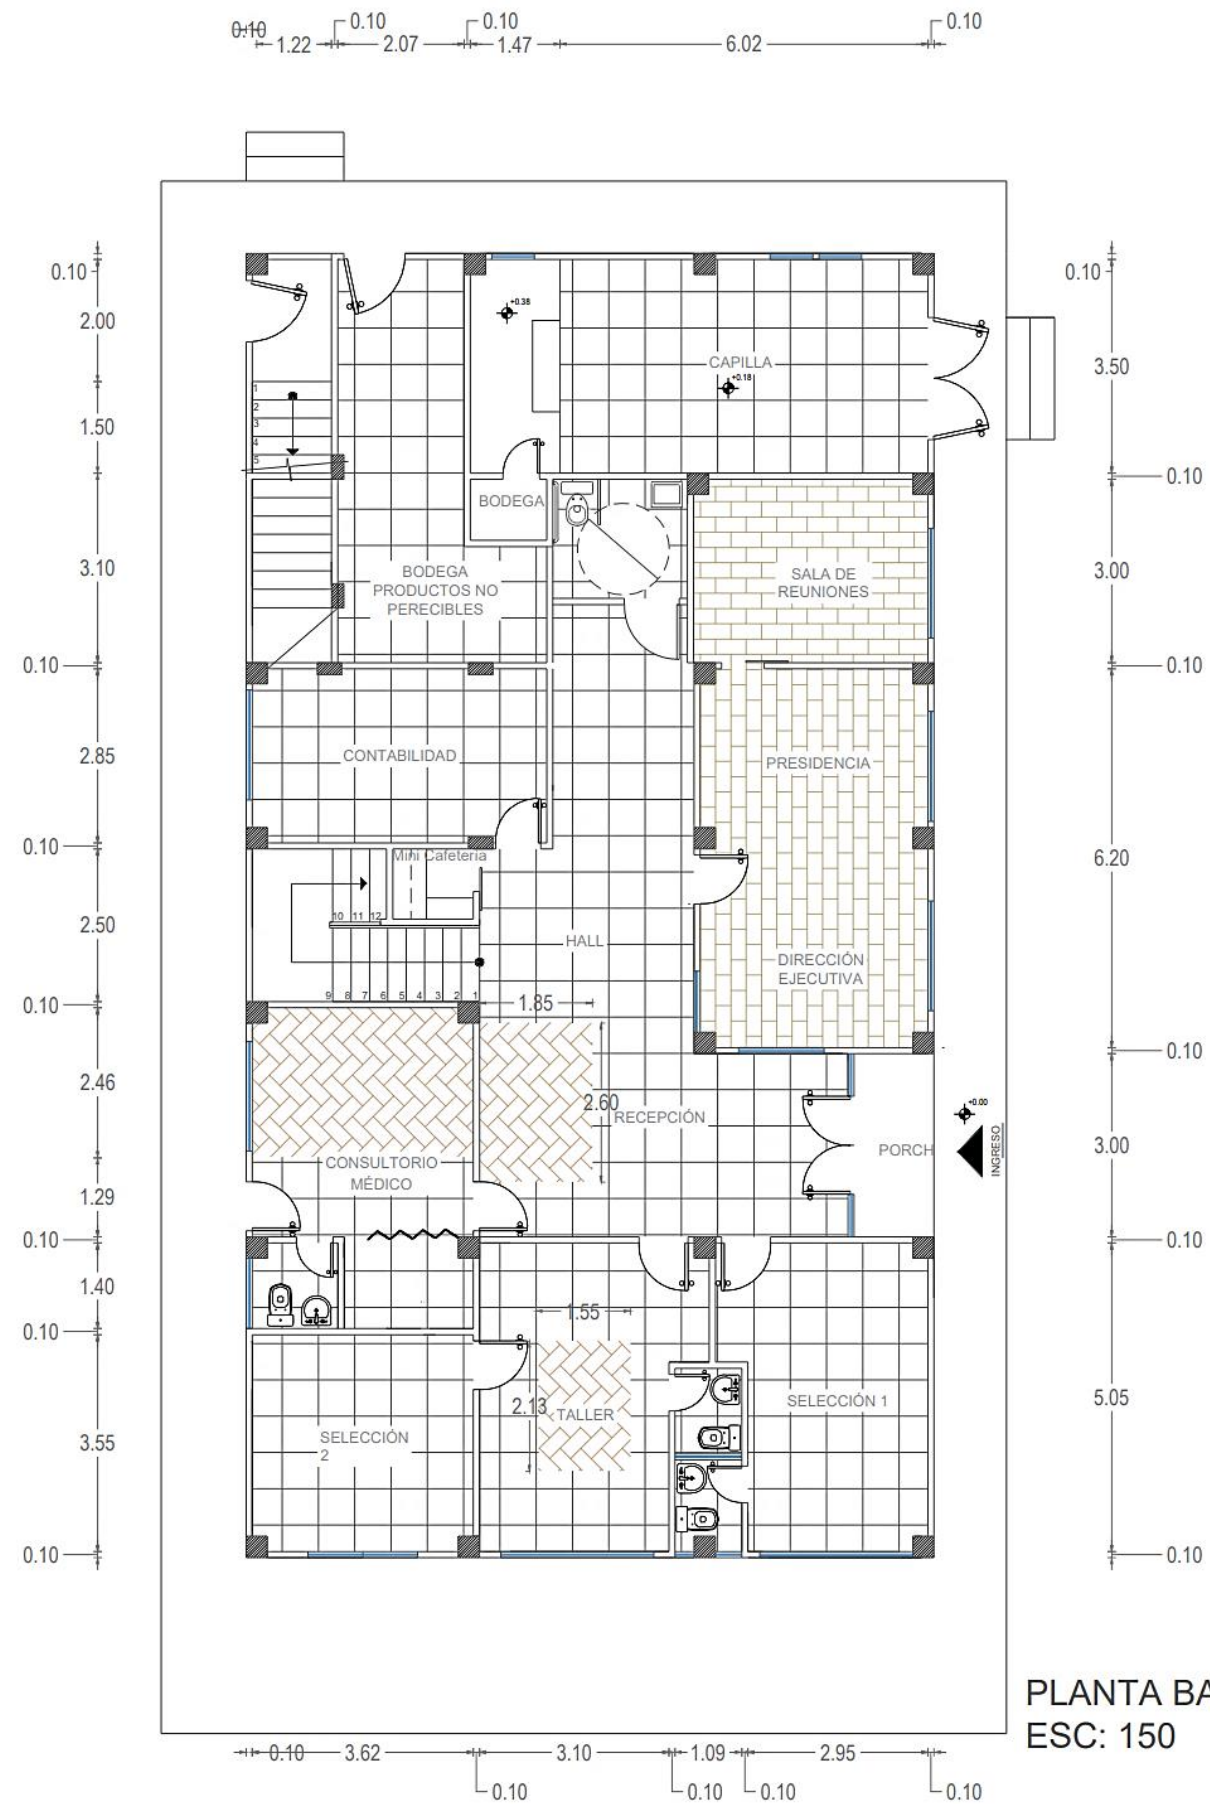 0.10
0.10
0.10
0.10
1.22
2.07
1.47
6.02
0.10
2.00
1.50
3.10
0.10
2.85
0.10
2.50
0.10
2.46
1.29
0.10
1.40
0.10
3.55
0.10
+0.38
CAPILLA
+0.18
1
2
3
4
5
BODEGA
BODEGA
PRODUCTOS NO
PERECIBLES
SALA DE
REUNIONES
CONTABILIDAD
PRESIDENCIA
Mini Cafetería
10 11 12
HALL
DIRECCIÓN
EJECUTIVA
9 8 7 6 5 4 3 2 1
1.85
2.60
RECEPCIÓN
+0.00
PORCH
INGRESO
CONSULTORIO
MÉDICO
1.55
2.13
TALLER
SELECCIÓN 1
SELECCIÓN
2
0.10
3.50
0.10
3.00
0.10
6.20
0.10
3.00
0.10
5.05
0.10
PLANTA BA
ESC: 150
0.10
3.62
3.10
1.09
2.95
0.10
0.10
0.10
0.10